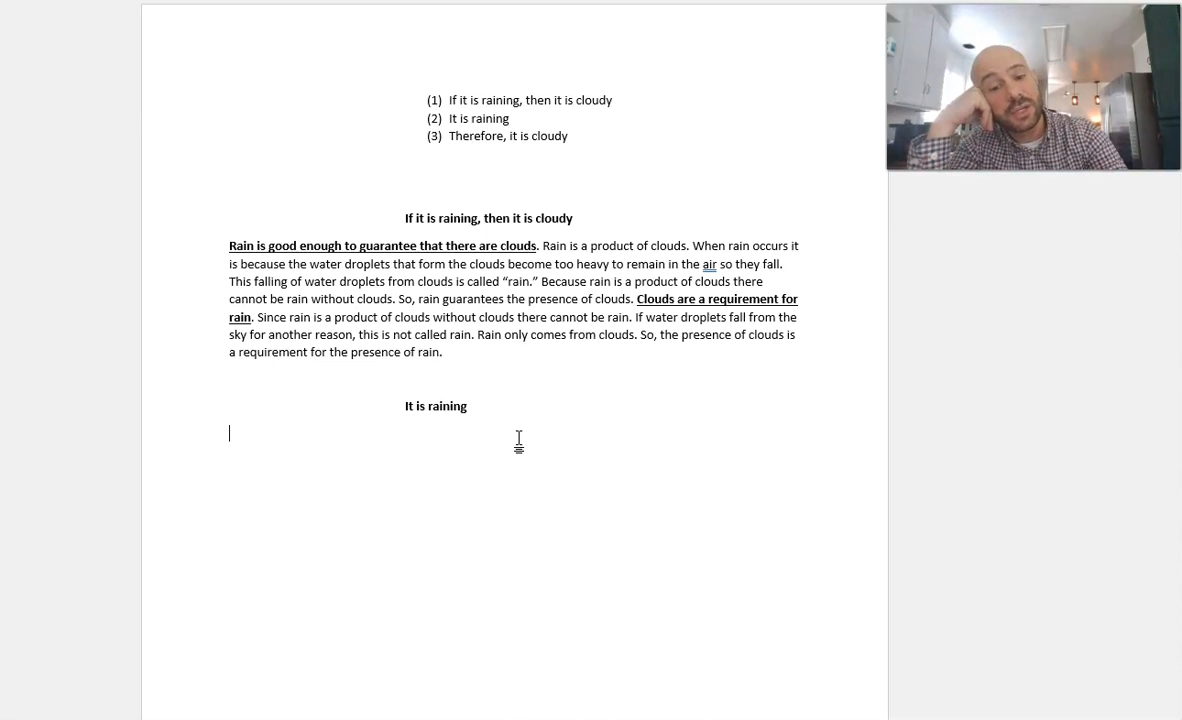 (1) If it is raining, then it is cloudy
(2) It is raining
(3) Therefore, it is cloudy
If it is raining, then it is cloudy
Rain is good enough to guarantee that there are clouds. Rain is a product of clouds. When rain occurs it
is because the water droplets that form the clouds become too heavy to remain in the air so they fall.
This falling of water droplets from clouds is called “rain.” Because rain is a product of clouds there
cannot be rain without clouds. So, rain guarantees the presence of clouds. Clouds are a requirement for
rain. Since rain is a product of clouds without clouds there cannot be rain. If water droplets fall from the
sky for another reason, this is not called rain. Rain only comes from clouds. So, the presence of clouds is
a requirement for the presence of rain.
It is raining